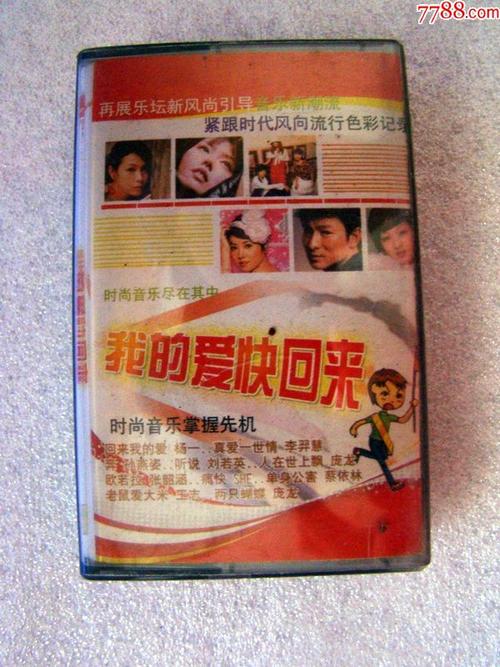 7788.com
再展乐坛新风尚引导音乐新潮流
紧跟时代风向流行色彩记录
时尚音乐尽在其中
我的爱快回来
时尚音乐掌握先机
回来我的爱 杨一..真爱一世情 李羿慧
孙燕姿..听说 刘若英..人在世上飘 庞龙
欧若拉 张韶涵..痛快 SHE..单身公害 蔡依林
老鼠爱大米 王志 两只蝴蝶 庞龙